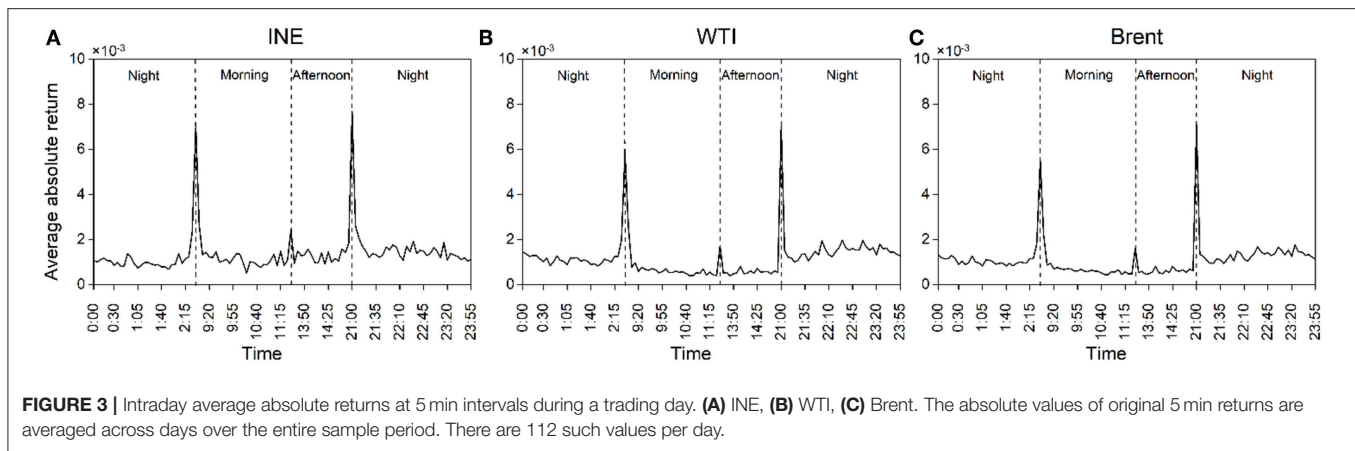 A INE
×10⁻³
10
8
6
4
2
0
Average absolute return
Night Morning Afternoon Night
0:00 0:30 1:05 1:40 2:15 9:20 9:55 10:40 11:15 13:50 14:25 21:00 21:35 22:10 22:45 23:20 23:55
Time
B WTI
×10⁻³
10
8
6
4
2
0
Night Morning Afternoon Night
0:00 0:30 1:05 1:40 2:15 9:20 9:55 10:40 11:15 13:50 14:25 21:00 21:35 22:10 22:45 23:20 23:55
Time
C Brent
×10⁻³
10
8
6
4
2
0
Night Morning Afternoon Night
0:00 0:30 1:05 1:40 2:15 9:20 9:55 10:40 11:15 13:50 14:25 21:00 21:35 22:10 22:45 23:20 23:55
Time
FIGURE 3 | Intraday average absolute returns at 5 min intervals during a trading day. (A) INE, (B) WTI, (C) Brent. The absolute values of original 5 min returns are
averaged across days over the entire sample period. There are 112 such values per day.